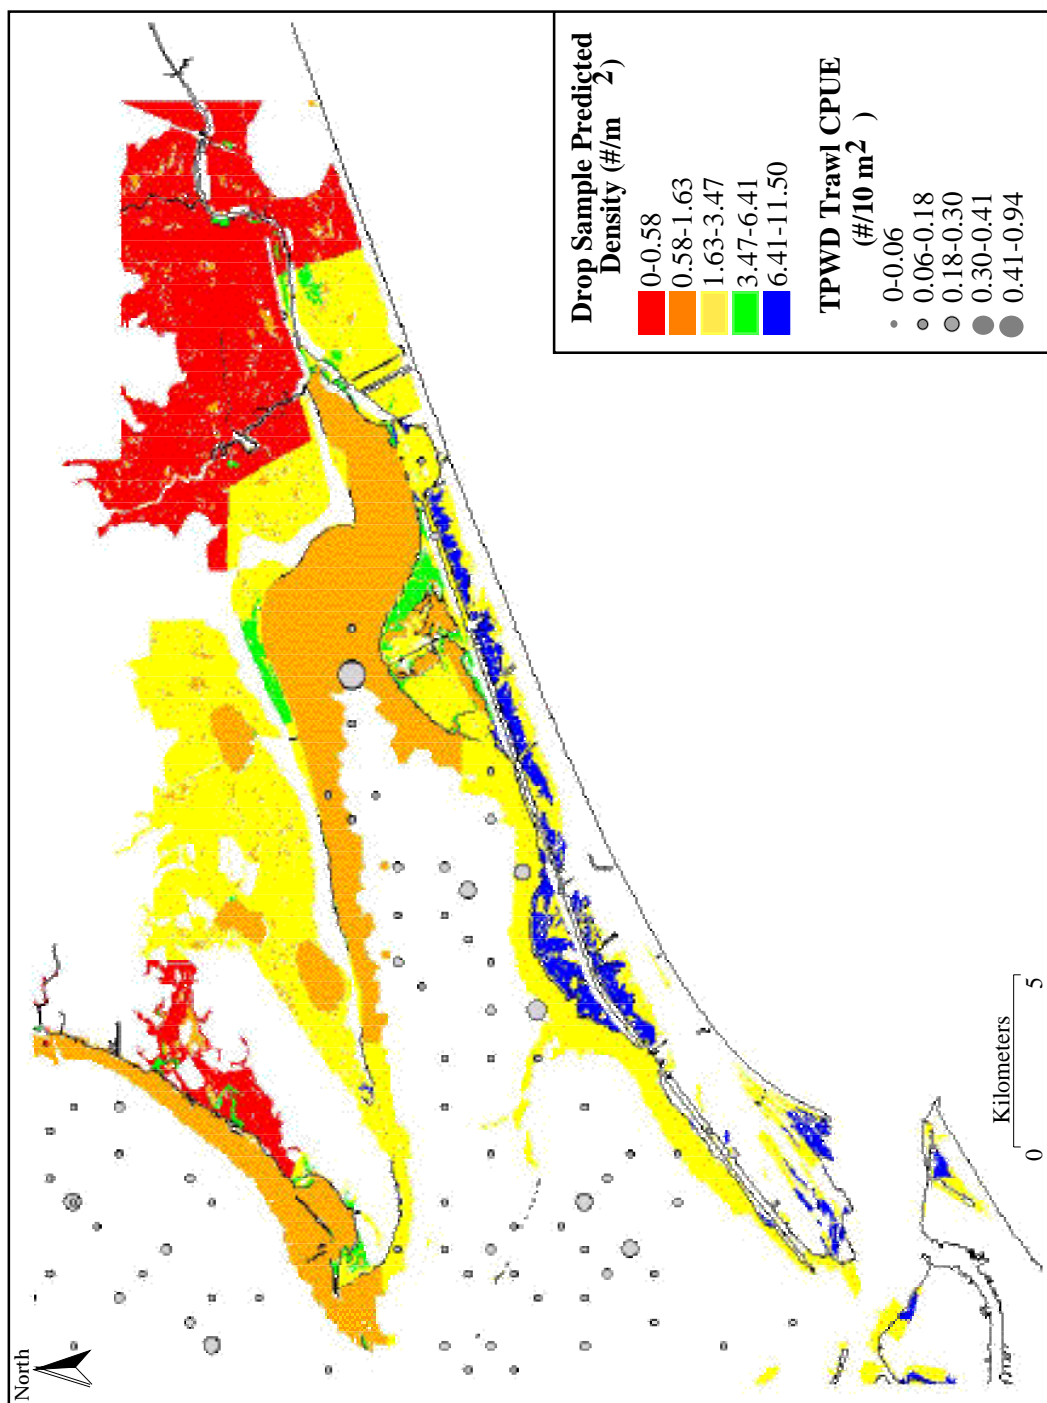 North
Drop Sample Predicted
Density (#/m 2)
0-0.58
0.58-1.63
1.63-3.47
3.47-6.41
6.41-11.50
TPWD Trawl CPUE
(#/10 m2 )
0-0.06
0.06-0.18
0.18-0.30
0.30-0.41
0.41-0.94
Kilometers
0 5